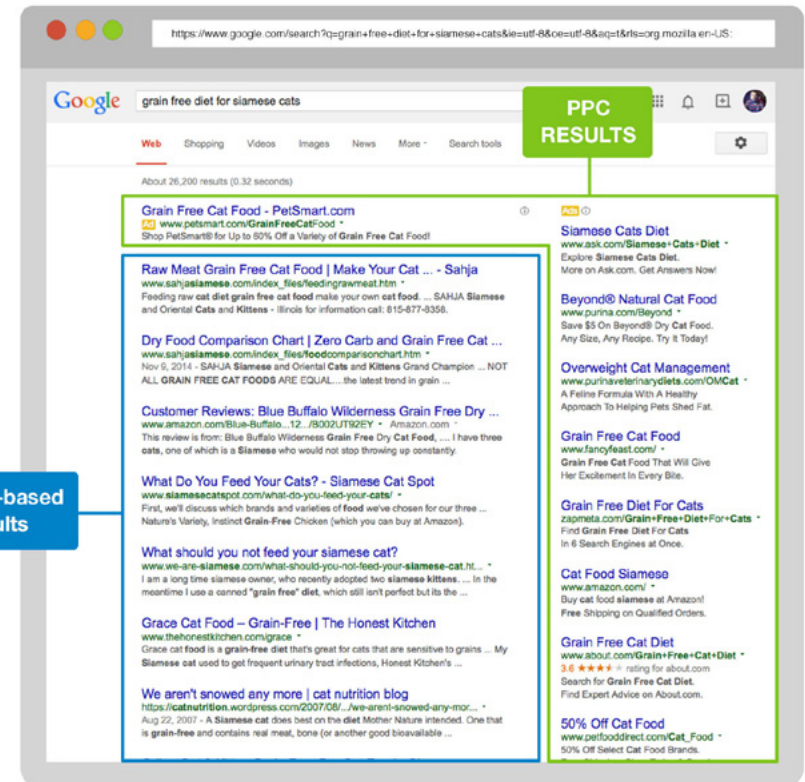 https://www.google.com/search?q=grain+free+diet+for+siamese+cats&ie=utf-8&oe=utf-8&aq=t&rls=org.mozilla:en-US:
Google
grain free diet for siamese cats
PPC
RESULTS
Web Shopping Videos Images News More Search tools
About 26,200 results (0.32 seconds)
Grain Free Cat Food - PetSmart.com
Ad www.petsmart.com/GrainFreeCatFood
Shop PetSmart® for Up to 60% Off a Variety of Grain Free Cat Food!
Raw Meat Grain Free Cat Food | Make Your Cat ... - Sahja
www.sahjasiamese.com/index_files/feedingrawmeat.htm
Feeding raw cat diet grain free cat food make your own cat food. ... SAHJA Siamese
and Oriental Cats and Kittens - Illinois for information call: 815-877-8358.
Dry Food Comparison Chart | Zero Carb and Grain Free Cat ...
www.sahjasiamese.com/index_files/foodcomparisonchart.htm
Nov 9, 2014 - SAHJA Siamese and Oriental Cats and Kittens Grand Champion ... NOT
ALL GRAIN FREE CAT FOODS ARE EQUAL....the latest trend in grain ...
Customer Reviews: Blue Buffalo Wilderness Grain Free Dry ...
www.amazon.com/Blue-Buffalo...12.../B002UT92EY Amazon.com
This review is from: Blue Buffalo Wilderness Grain Free Dry Cat Food, .... I have three
cats, one of which is a Siamese who would not stop throwing up constantly.
What Do You Feed Your Cats? - Siamese Cat Spot
www.siamesecatspot.com/what-do-you-feed-your-cats/
First, we'll discuss which brands and varieties of food we've chosen for our three ...
Nature's Variety, Instinct Grain-Free Chicken (which you can buy at Amazon).
What should you not feed your siamese cat?
www.we-are-siamese.com/what-should-you-not-feed-your-siamese-cat.ht...
I am a long time siamese owner, who recently adopted two siamese kittens. ... In the
meantime I use a canned "grain free" diet, which still isn't perfect but its the ...
Grace Cat Food – Grain-Free | The Honest Kitchen
www.thehonestkitchen.com/grace
Grace cat food is a grain-free diet that's great for cats that are sensitive to grains ... My
Siamese cat used to get frequent urinary tract infections, Honest Kitchen's ...
We aren't snowed any more | cat nutrition blog
https://catnutrition.wordpress.com/2007/08/.../we-arent-snowed-any-mor...
Aug 22, 2007 - A Siamese cat does best on the diet Mother Nature intended. One that
is grain-free and contains real meat, bone (or another good bioavailable ...
-based
ults
Ads
Siamese Cats Diet
www.ask.com/Siamese+Cats+Diet
Explore Siamese Cats Diet.
More on Ask.com. Get Answers Now!
Beyond® Natural Cat Food
www.purina.com/Beyond
Save $5 On Beyond® Dry Cat Food.
Any Size, Any Recipe. Try It Today!
Overweight Cat Management
www.purinaveterinarydiets.com/OMCat
A Feline Formula With A Healthy
Approach To Helping Pets Shed Fat.
Grain Free Cat Food
www.fancyfeast.com/
Grain Free Cat Food That Will Give
Her Excitement In Every Bite.
Grain Free Diet For Cats
zapmeta.com/Grain+Free+Diet+For+Cats
Find Grain Free Diet For Cats
In 6 Search Engines at Once.
Cat Food Siamese
www.amazon.com/
Buy cat food siamese at Amazon!
Free Shipping on Qualified Orders.
Grain Free Cat Diet
www.about.com/Grain+Free+Cat+Diet
3.6 ★★★★★ rating for about.com
Search for Grain Free Cat Diet.
Find Expert Advice on About.com.
50% Off Cat Food
www.petfooddirect.com/Cat_Food
50% Off Select Cat Food Brands.